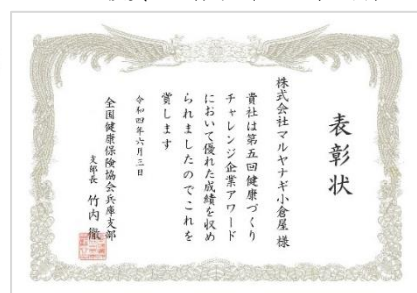 表彰状
株式会社マルヤナギ小倉屋 様
貴社は第五回健康づくり
チャレンジ企業アワード
において優れた成績を収め
られましたのでこれを
賞します
令和四年六月三日
全国健康保険協会兵庫支部
支部長 竹内 徹